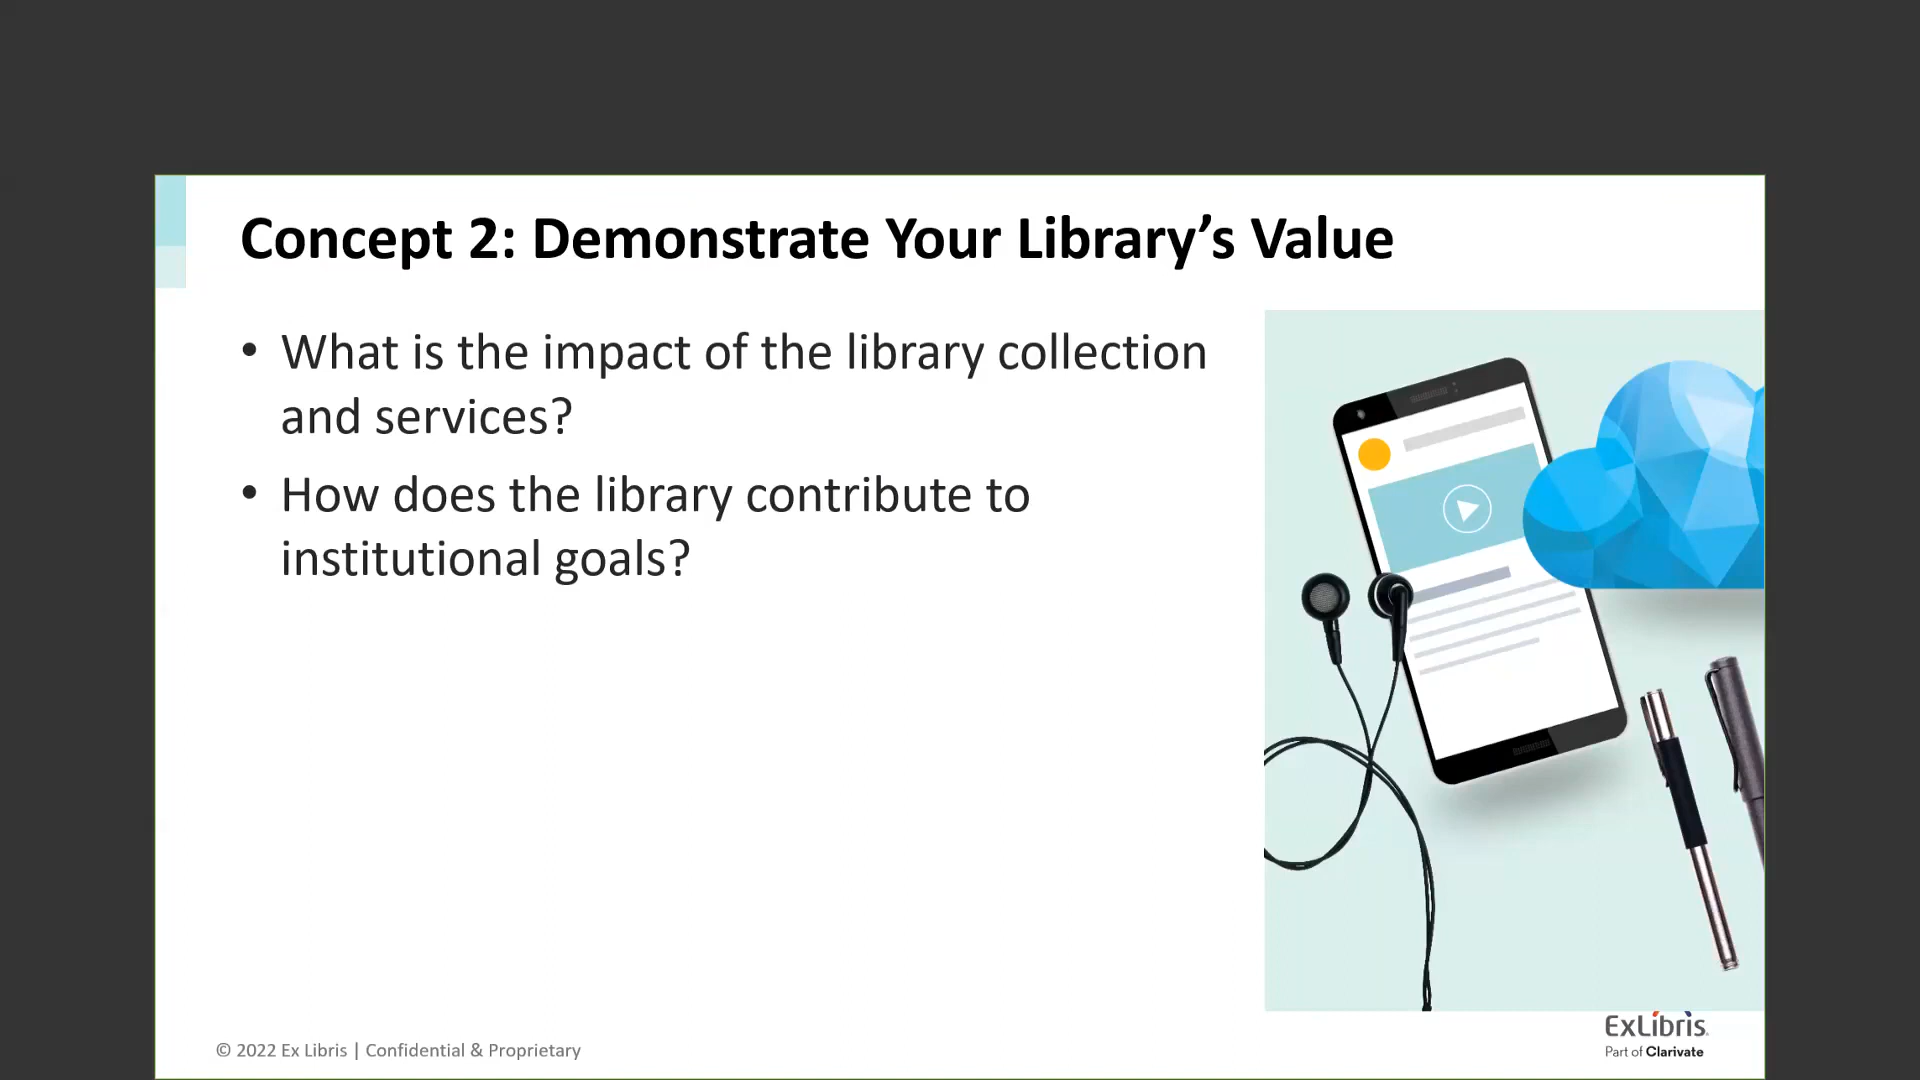 Concept 2: Demonstrate Your Library’s Value
• What is the impact of the library collection
and services?
• How does the library contribute to
institutional goals?
© 2022 Ex Libris | Confidential & Proprietary
ExLibris
Part of Clarivate